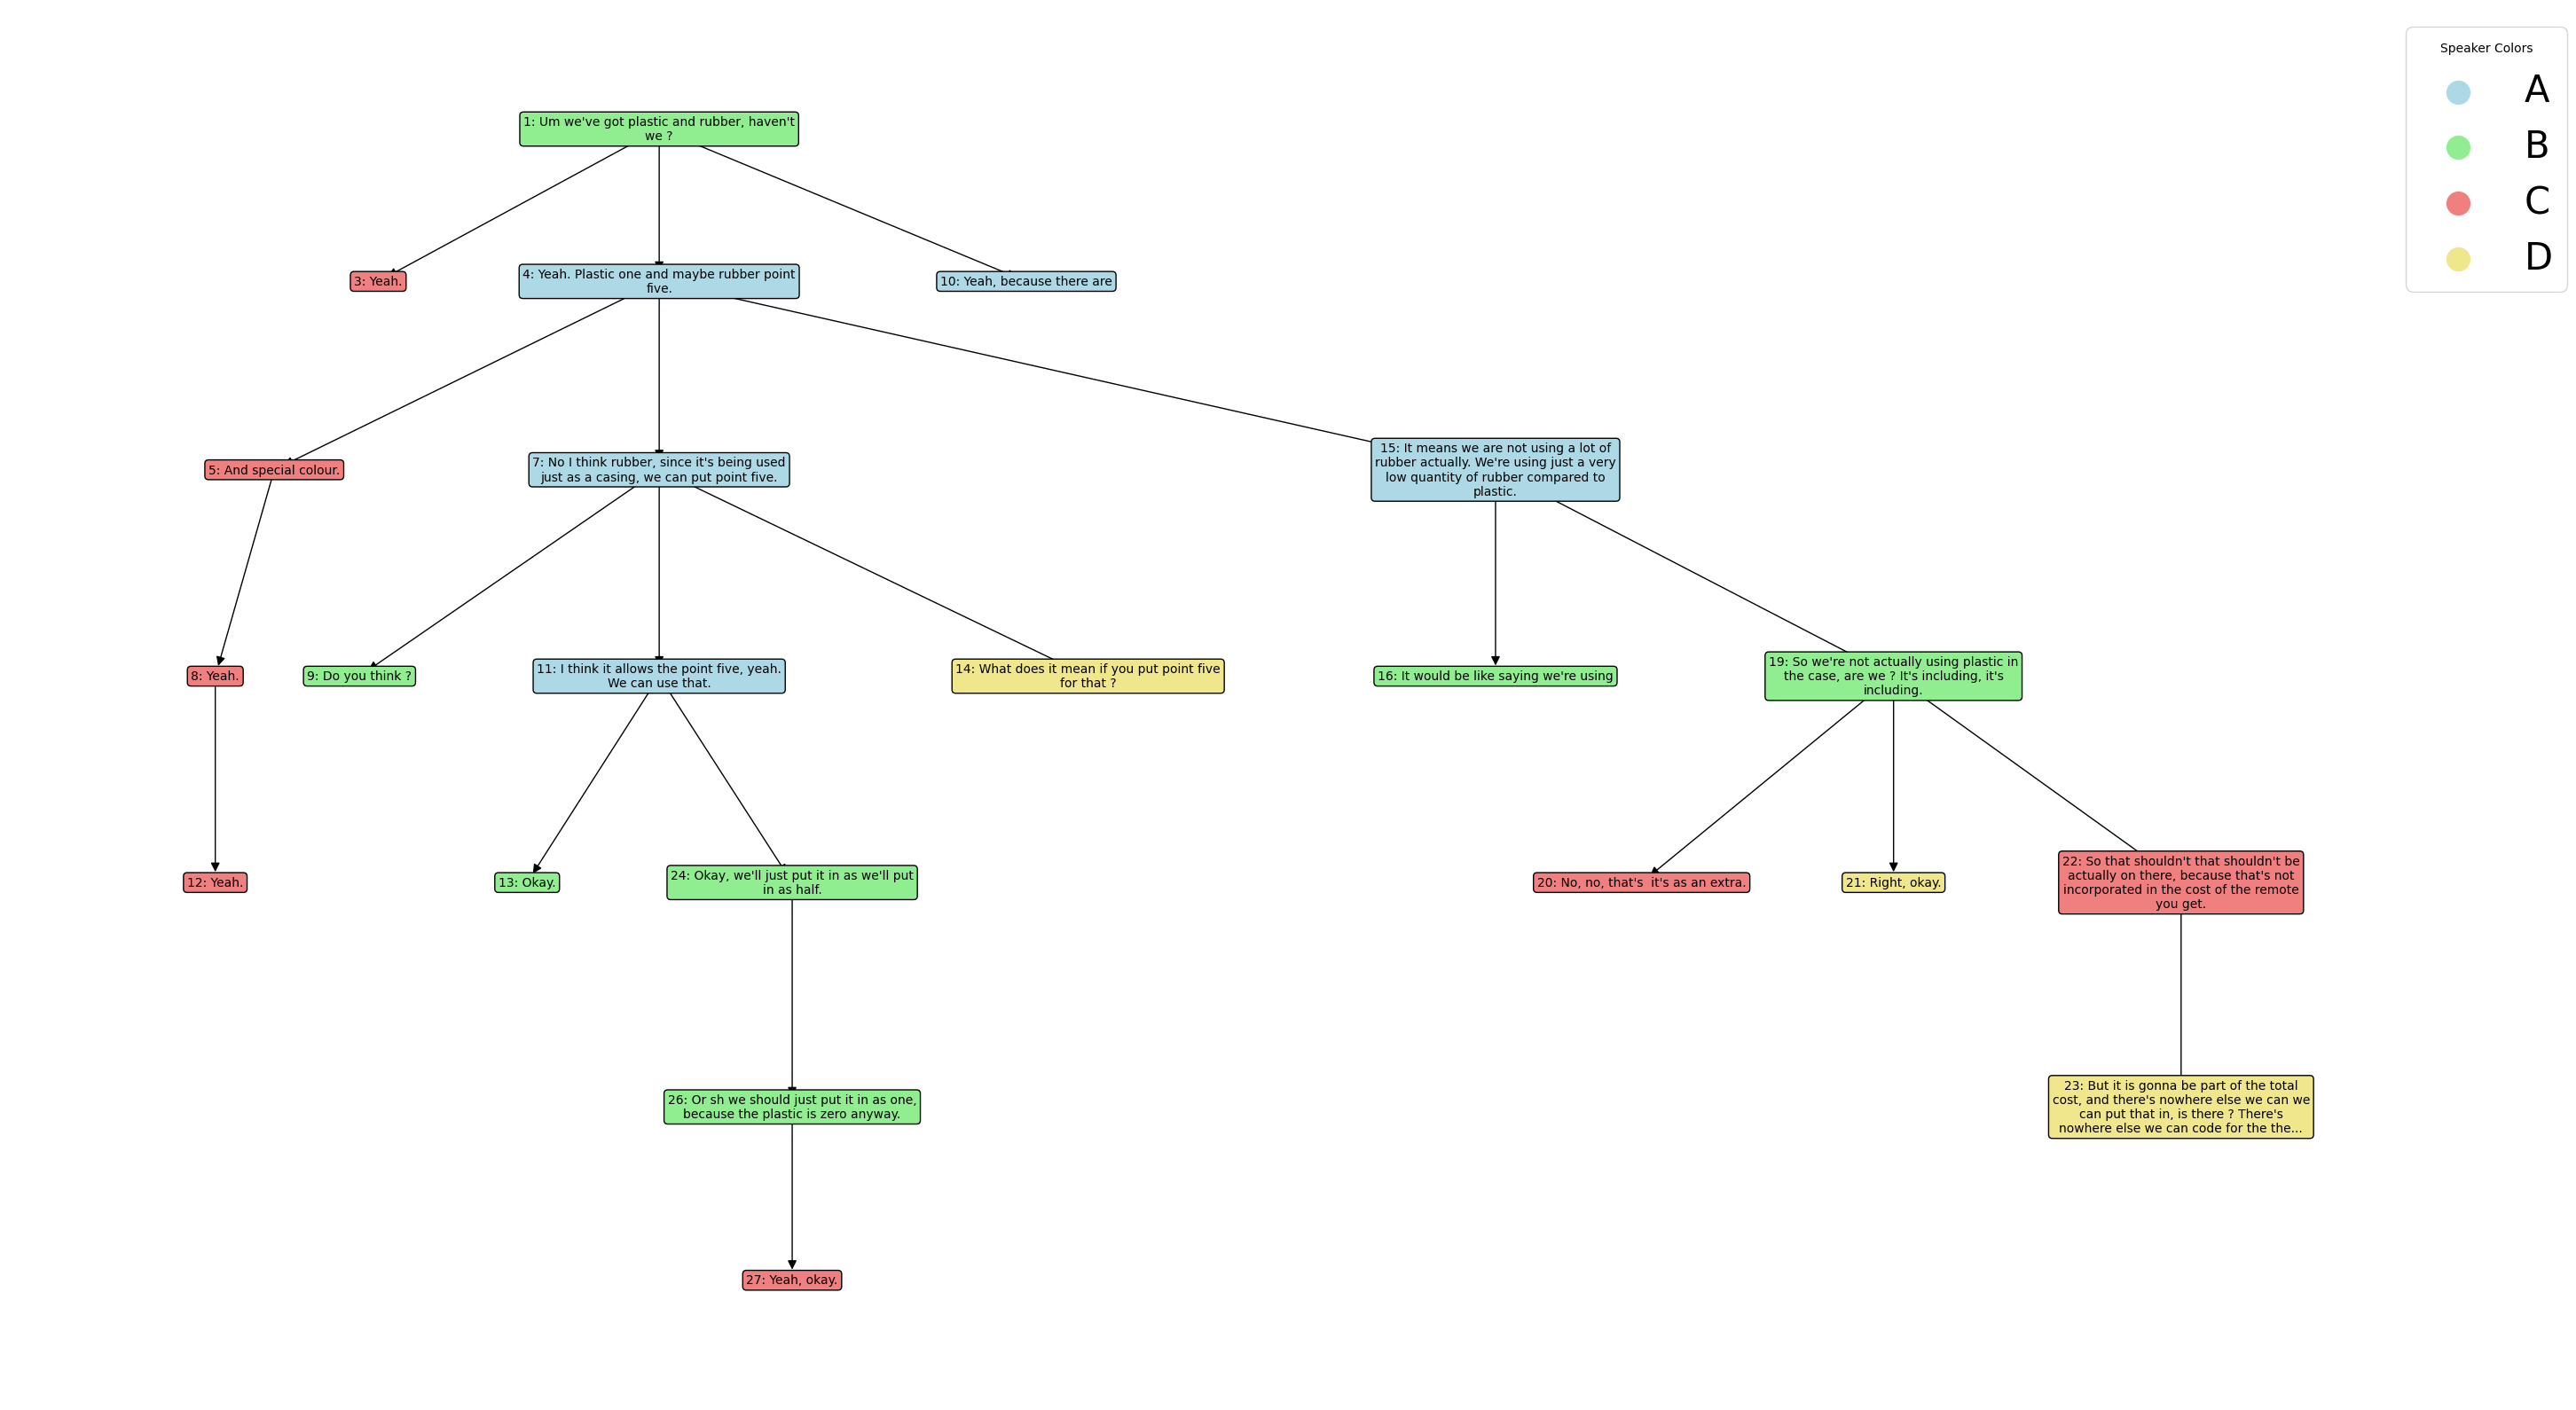 Speaker Colors
A
B
C
D
1: Um we've got plastic and rubber, haven't
we ?
3: Yeah.
4: Yeah. Plastic one and maybe rubber point
five.
10: Yeah, because there are
5: And special colour.
7: No I think rubber, since it's being used
just as a casing, we can put point five.
15: It means we are not using a lot of
rubber actually. We're using just a very
low quantity of rubber compared to
plastic.
8: Yeah.
9: Do you think ?
11: I think it allows the point five, yeah.
We can use that.
14: What does it mean if you put point five
for that ?
16: It would be like saying we're using
19: So we're not actually using plastic in
the case, are we ? It's including, it's
including.
12: Yeah.
13: Okay.
24: Okay, we'll just put it in as we'll put
in as half.
20: No, no, that's  it's as an extra.
21: Right, okay.
22: So that shouldn't that shouldn't be
actually on there, because that's not
incorporated in the cost of the remote
you get.
26: Or sh we should just put it in as one,
because the plastic is zero anyway.
23: But it is gonna be part of the total
cost, and there's nowhere else we can we
can put that in, is there ? There's
nowhere else we can code for the the...
27: Yeah, okay.